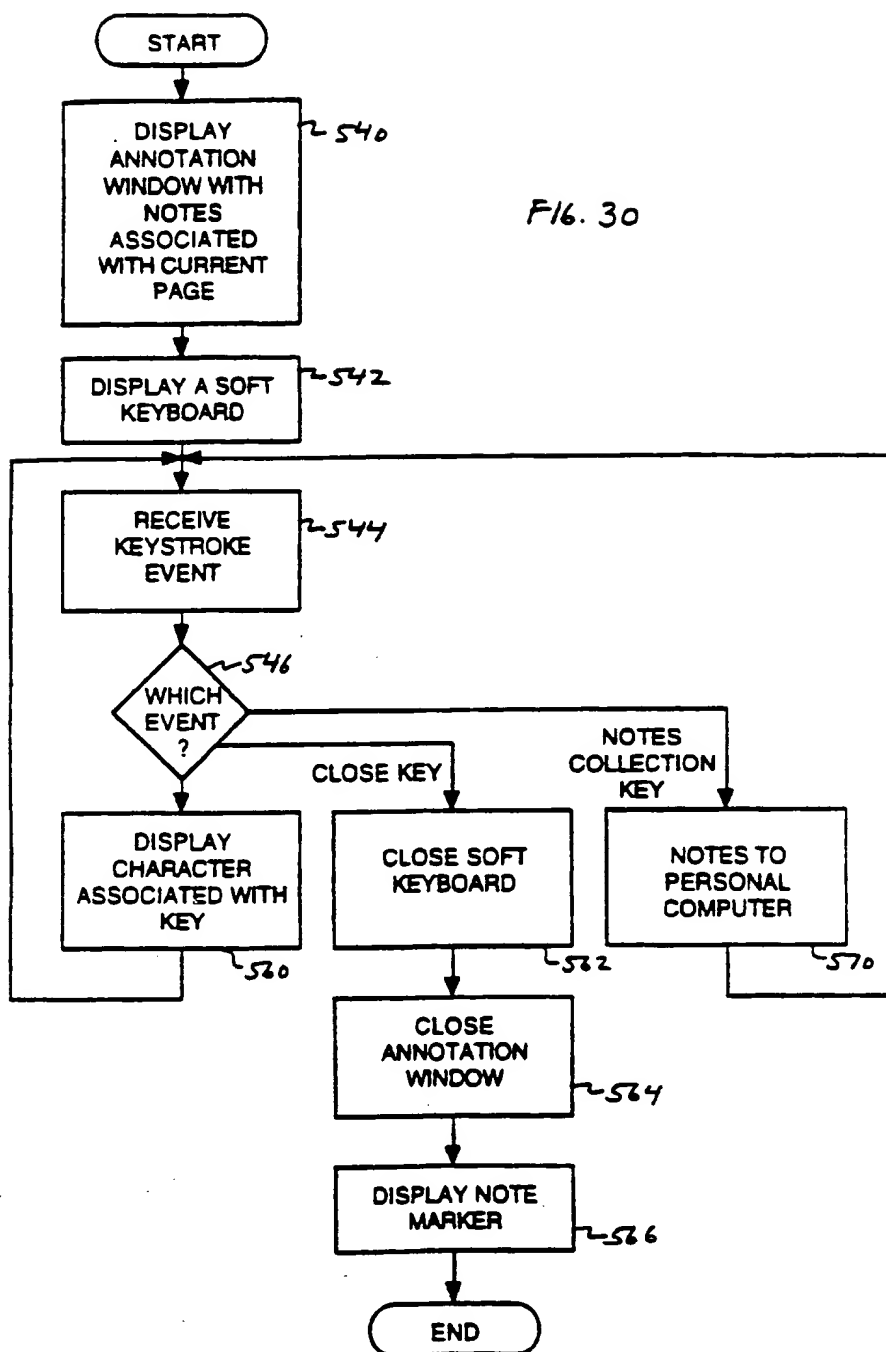 START
DISPLAY
ANNOTATION
WINDOW WITH
NOTES
ASSOCIATED
WITH CURRENT
PAGE
540
FIG. 30
DISPLAY A SOFT
KEYBOARD
542
RECEIVE
KEYSTROKE
EVENT
544
WHICH
EVENT
?
546
CLOSE KEY
NOTES
COLLECTION
KEY
DISPLAY
CHARACTER
ASSOCIATED WITH
KEY
560
CLOSE SOFT
KEYBOARD
562
NOTES TO
PERSONAL
COMPUTER
570
CLOSE
ANNOTATION
WINDOW
564
DISPLAY NOTE
MARKER
566
END